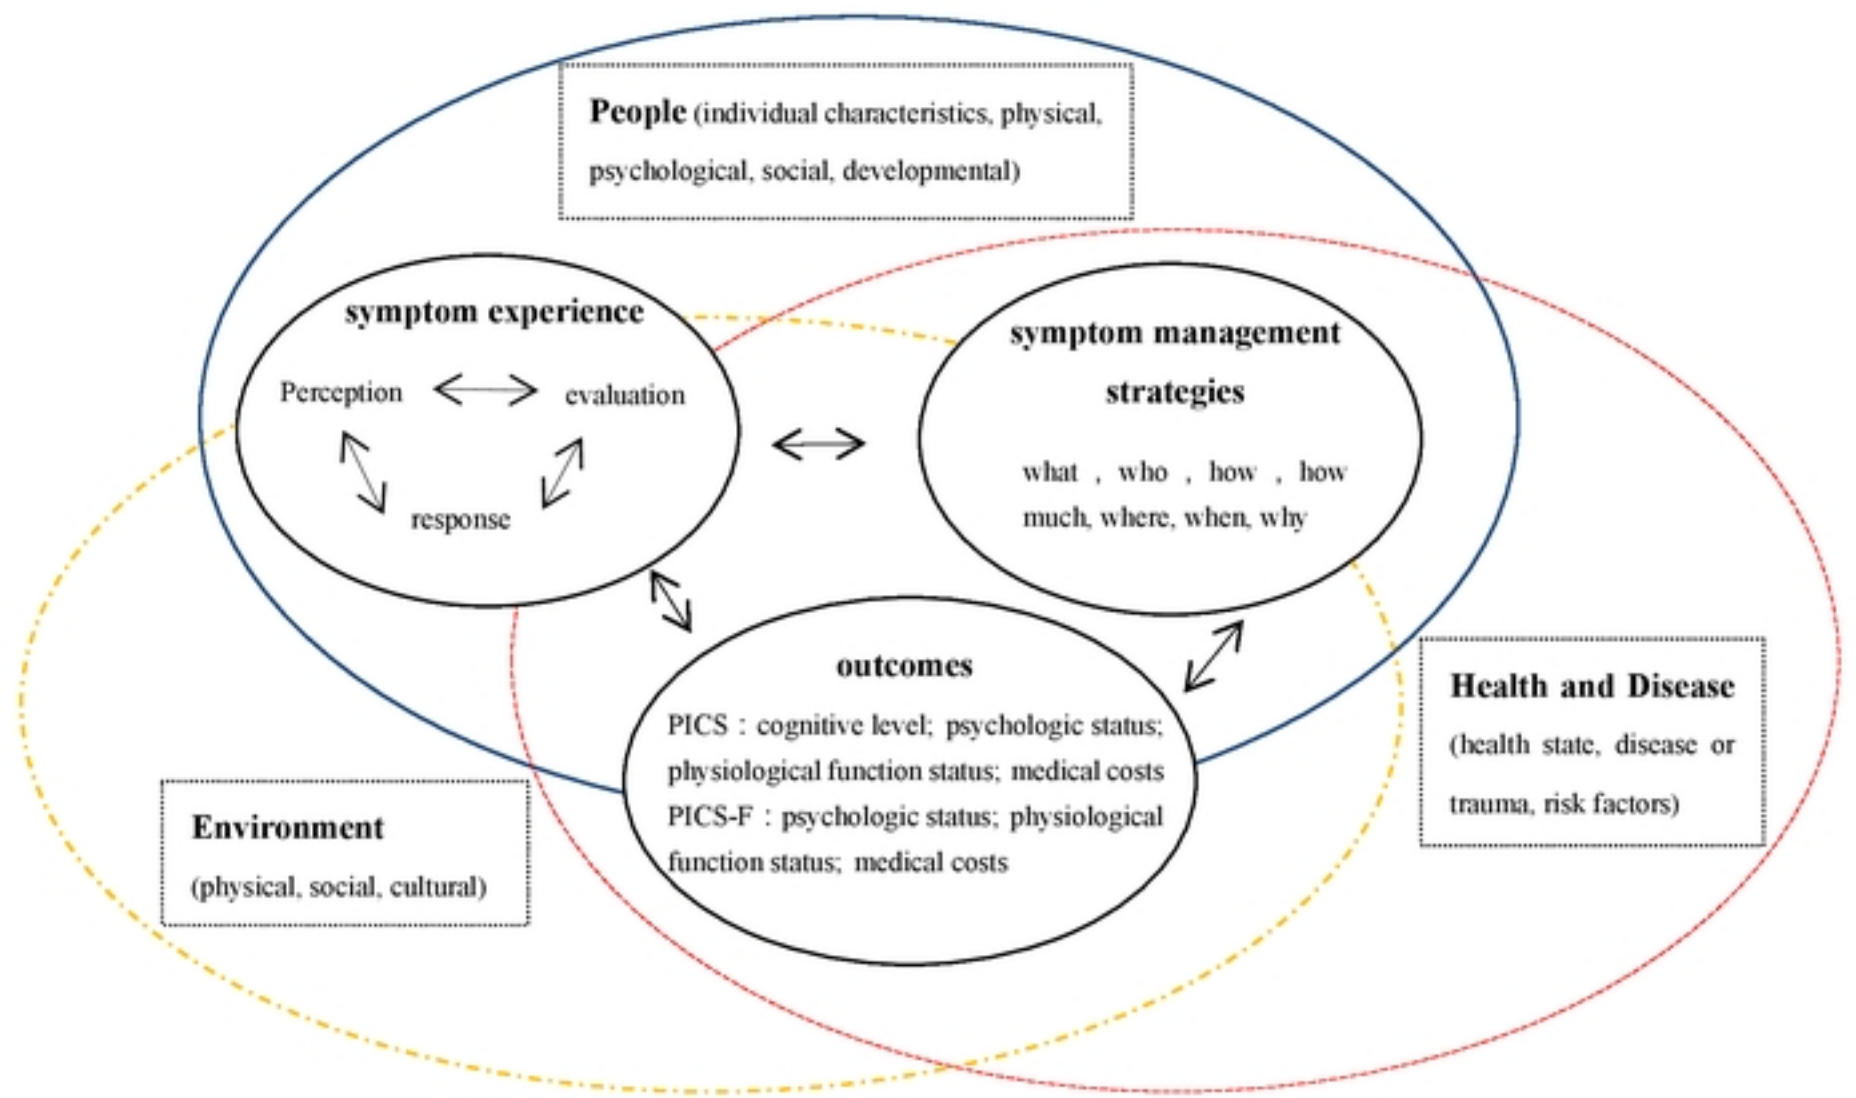 People (individual characteristics, physical,
psychological, social, developmental)
symptom experience
Perception
evaluation
response
symptom management
strategies
what , who , how , how
much, where, when, why
outcomes
PICS : cognitive level; psychologic status;
physiological function status; medical costs
PICS-F : psychologic status; physiological
function status; medical costs
Health and Disease
(health state, disease or
trauma, risk factors)
Environment
(physical, social, cultural)